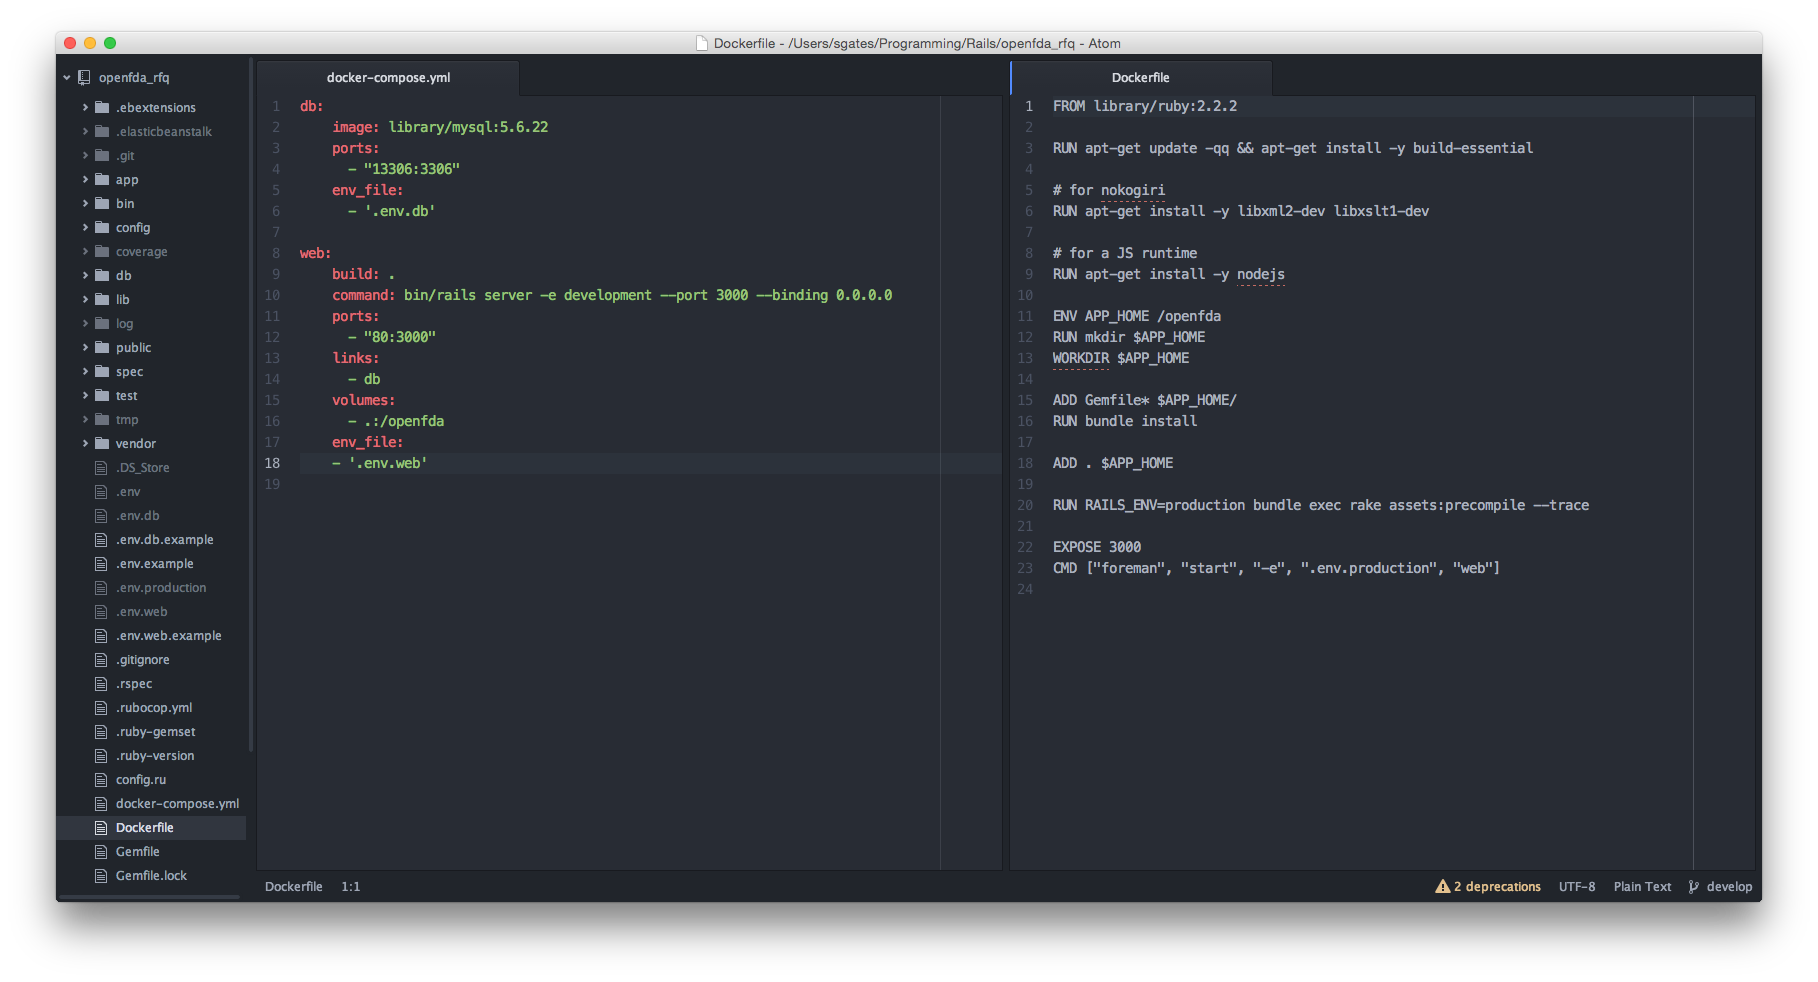 Dockerfile - /Users/sgates/Programming/Rails/openfda_rfq - Atom
openfda_rfq
.ebextensions
.elasticbeanstalk
.git
app
bin
config
coverage
db
lib
log
public
spec
test
tmp
vendor
.DS_Store
.env
.env.db
.env.db.example
.env.example
.env.production
.env.web
.env.web.example
.gitignore
.rspec
.rubocop.yml
.ruby-gemset
.ruby-version
config.ru
docker-compose.yml
Dockerfile
Gemfile
Gemfile.lock
docker-compose.yml
1 db:
2     image: library/mysql:5.6.22
3     ports:
4       - "13306:3306"
5     env_file:
6       - '.env.db'
7
8 web:
9     build: .
10     command: bin/rails server -e development --port 3000 --binding 0.0.0.0
11     ports:
12       - "80:3000"
13     links:
14       - db
15     volumes:
16       - .:/openfda
17     env_file:
18     - '.env.web'
19
Dockerfile
1 FROM library/ruby:2.2.2
2
3 RUN apt-get update -qq && apt-get install -y build-essential
4
5 # for nokogiri
6 RUN apt-get install -y libxml2-dev libxslt1-dev
7
8 # for a JS runtime
9 RUN apt-get install -y nodejs
10
11 ENV APP_HOME /openfda
12 RUN mkdir $APP_HOME
13 WORKDIR $APP_HOME
14
15 ADD Gemfile* $APP_HOME/
16 RUN bundle install
17
18 ADD . $APP_HOME
19
20 RUN RAILS_ENV=production bundle exec rake assets:precompile --trace
21
22 EXPOSE 3000
23 CMD ["foreman", "start", "-e", ".env.production", "web"]
24
Dockerfile 1:1
2 deprecations UTF-8 Plain Text develop